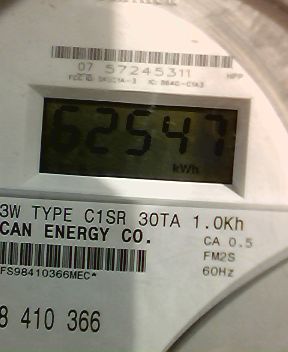 07 57245311
HPP
62547
kWh
3W TYPE C1SR 30TA 1.0Kh
CAN ENERGY CO.
CA 0.5
FM2S
FS98410366MEC*
60Hz
8 410 366